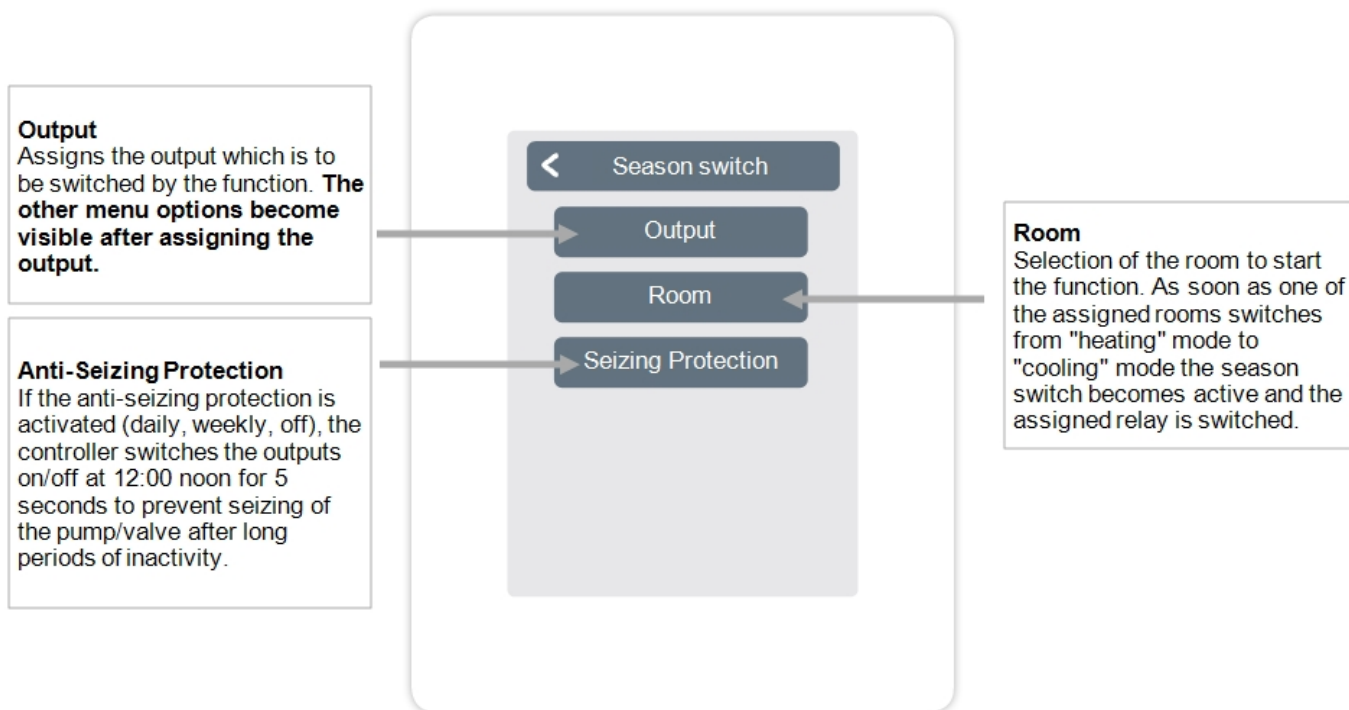 Output
Assigns the output which is to
be switched by the function. The
other menu options become
visible after assigning the
output.
Anti-Seizing Protection
If the anti-seizing protection is
activated (daily, weekly, off), the
controller switches the outputs
on/off at 12:00 noon for 5
seconds to prevent seizing of
the pump/valve after long
periods of inactivity.
< Season switch
Output
Room
Seizing Protection
Room
Selection of the room to start
the function. As soon as one of
the assigned rooms switches
from "heating" mode to
"cooling" mode the season
switch becomes active and the
assigned relay is switched.